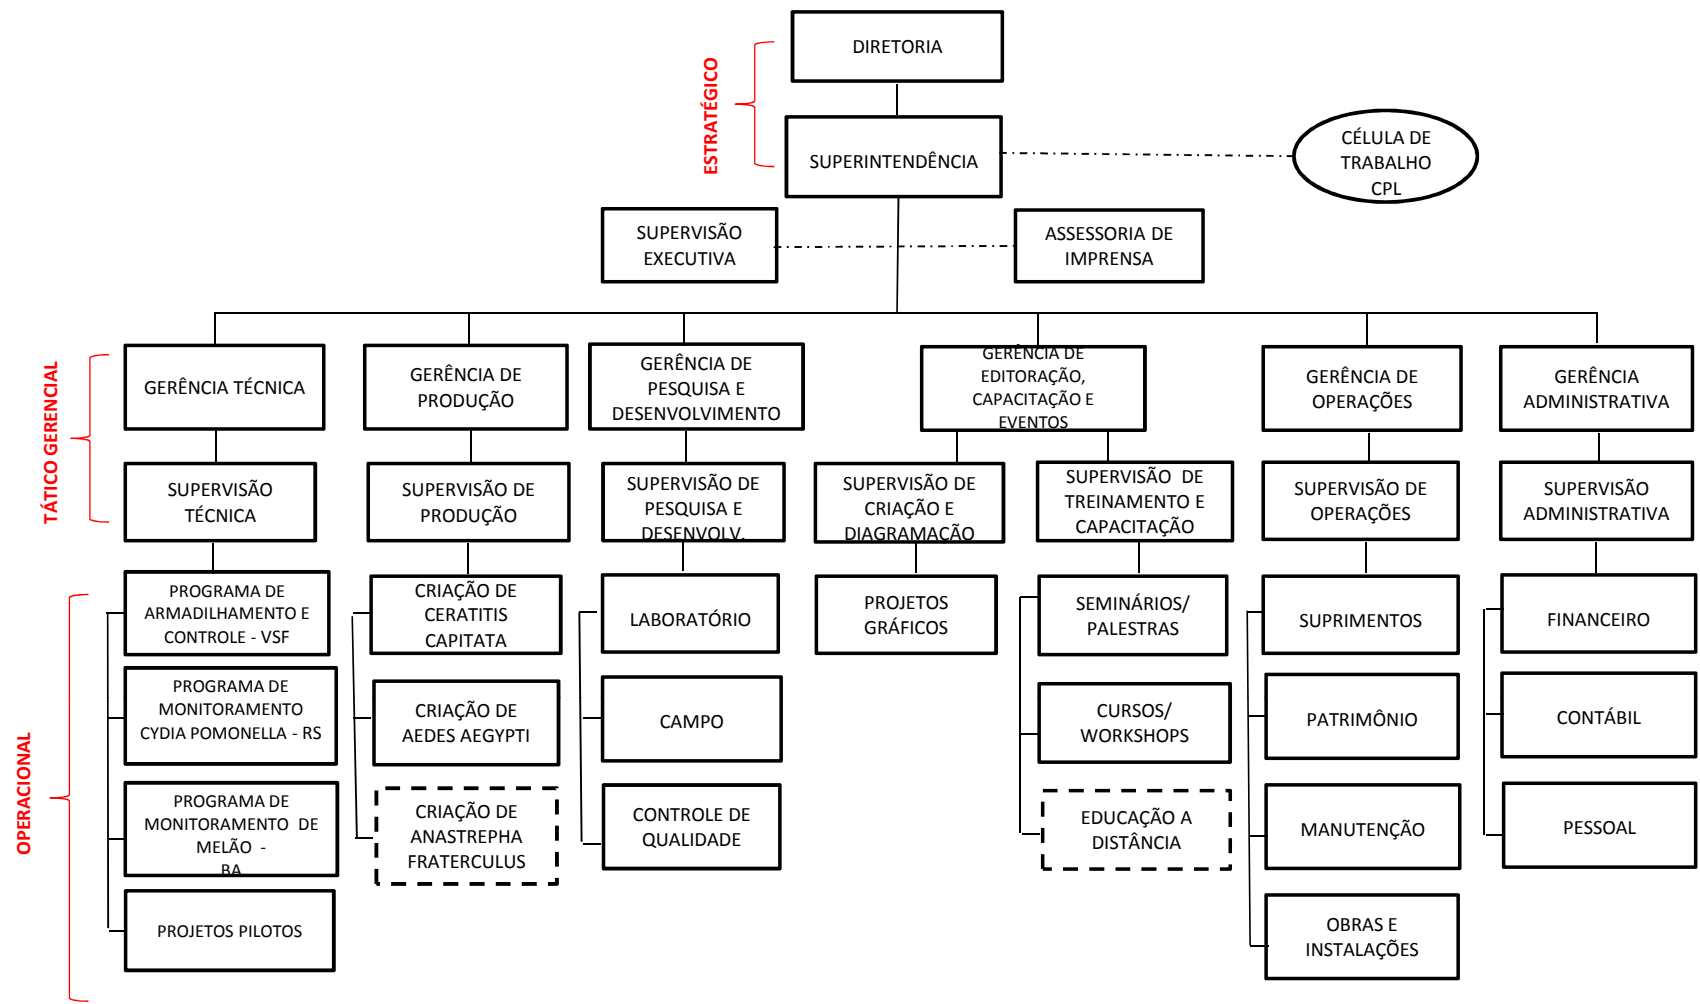 DIRETORIA
ESTRATÉGICO
SUPERINTENDÊNCIA
CÉLULA DE
TRABALHO
CPL
SUPERVISÃO
EXECUTIVA
ASSESSORIA DE
IMPRENSA
TÁTICO GERENCIAL
GERÊNCIA TÉCNICA
GERÊNCIA DE
PRODUÇÃO
GERÊNCIA DE
PESQUISA E
DESENVOLVIMENTO
GERÊNCIA DE
EDITORAÇÃO,
CAPACITAÇÃO E
EVENTOS
GERÊNCIA DE
OPERAÇÕES
GERÊNCIA
ADMINISTRATIVA
SUPERVISÃO
TÉCNICA
SUPERVISÃO DE
PRODUÇÃO
SUPERVISÃO DE
PESQUISA E
DESENVOLV.
SUPERVISÃO DE
CRIAÇÃO E
DIAGRAMAÇÃO
SUPERVISÃO DE
TREINAMENTO E
CAPACITAÇÃO
SUPERVISÃO DE
OPERAÇÕES
SUPERVISÃO
ADMINISTRATIVA
OPERACIONAL
PROGRAMA DE
ARMADILHAMENTO E
CONTROLE - VSF
CRIAÇÃO DE
CERATITIS
CAPITATA
LABORATÓRIO
PROJETOS
GRÁFICOS
SEMINÁRIOS/
PALESTRAS
SUPRIMENTOS
FINANCEIRO
PROGRAMA DE
MONITORAMENTO
CYDIA POMONELLA - RS
CRIAÇÃO DE
AEDES AEGYPTI
CAMPO
CURSOS/
WORKSHOPS
PATRIMÔNIO
CONTÁBIL
PROGRAMA DE
MONITORAMENTO DE
MELÃO -
BA
CRIAÇÃO DE
ANASTREPHA
FRATERCULUS
CONTROLE DE
QUALIDADE
EDUCAÇÃO A
DISTÂNCIA
MANUTENÇÃO
PESSOAL
PROJETOS PILOTOS
OBRAS E
INSTALAÇÕES